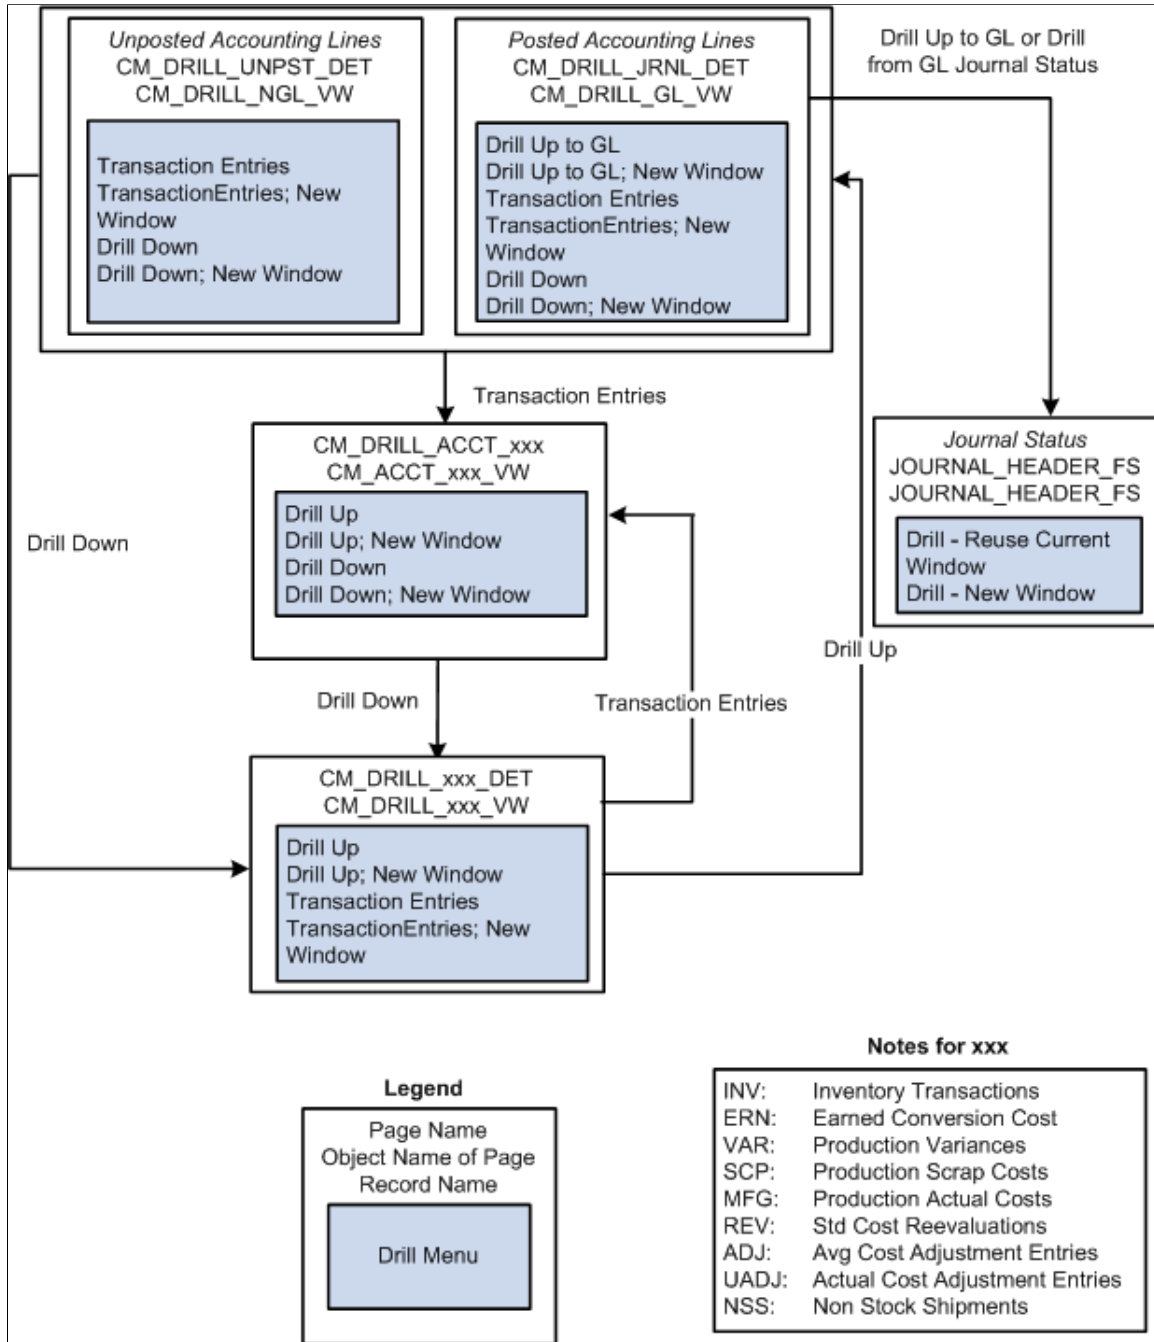 Unposted Accounting Lines
CM_DRILL_UNPST_DET
CM_DRILL_NGL_VW
Transaction Entries
TransactionEntries; New
Window
Drill Down
Drill Down; New Window
Posted Accounting Lines
CM_DRILL_JRNL_DET
CM_DRILL_GL_VW
Drill Up to GL
Drill Up to GL; New Window
Transaction Entries
TransactionEntries; New
Window
Drill Down
Drill Down; New Window
Drill Up to GL or Drill
from GL Journal Status
Transaction Entries
CM_DRILL_ACCT_xxx
CM_ACCT_xxx_VW
Drill Up
Drill Up; New Window
Drill Down
Drill Down; New Window
Journal Status
JOURNAL_HEADER_FS
JOURNAL_HEADER_FS
Drill - Reuse Current
Window
Drill - New Window
Drill Down
Drill Up
Drill Down
Transaction Entries
CM_DRILL_xxx_DET
CM_DRILL_xxx_VW
Drill Up
Drill Up; New Window
Transaction Entries
TransactionEntries; New
Window
Legend
Page Name
Object Name of Page
Record Name
Drill Menu
Notes for xxx
INV: Inventory Transactions
ERN: Earned Conversion Cost
VAR: Production Variances
SCP: Production Scrap Costs
MFG: Production Actual Costs
REV: Std Cost Reevaluations
ADJ: Avg Cost Adjustment Entries
UADJ: Actual Cost Adjustment Entries
NSS: Non Stock Shipments